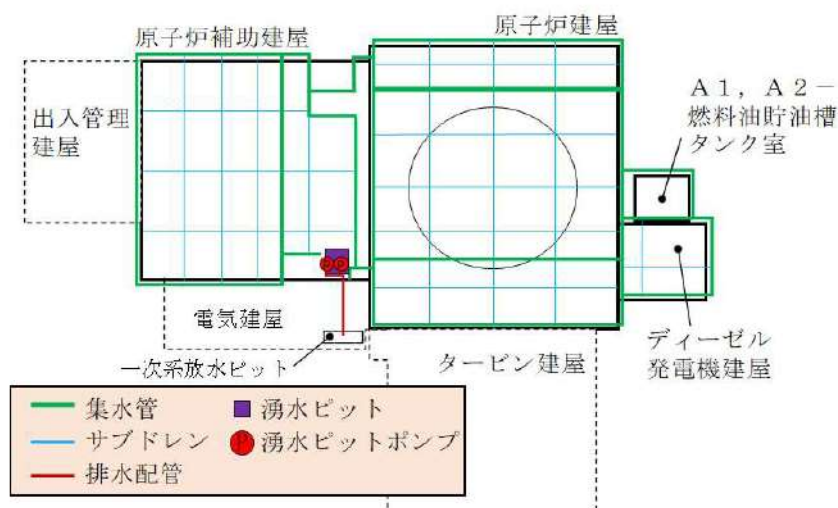 原子炉補助建屋
原子炉建屋
出入管理
建屋
A1，A2－
燃料油貯油槽
タンク室
PP
電気建屋
一次系放水ピット
タービン建屋
ディーゼル
発電機建屋
集水管
湧水ピット
サブドレン
P
湧水ピットポンプ
排水配管